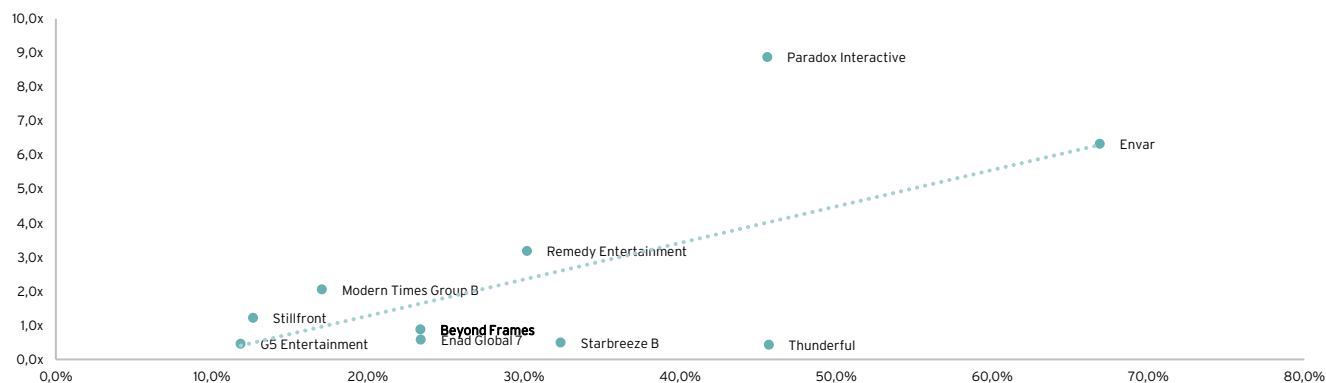 10,0x
9,0x
Paradox Interactive
8,0x
7,0x
6,0x
Envar
5,0x
4,0x
3,0x
Remedy Entertainment
2,0x
Modern Times Group B
1,0x
Stillfront
Beyond Frames
G5 Entertainment
Enad Global 7
Starbreeze B
Thunderful
0,0x
0,0% 10,0% 20,0% 30,0% 40,0% 50,0% 60,0% 70,0% 80,0%